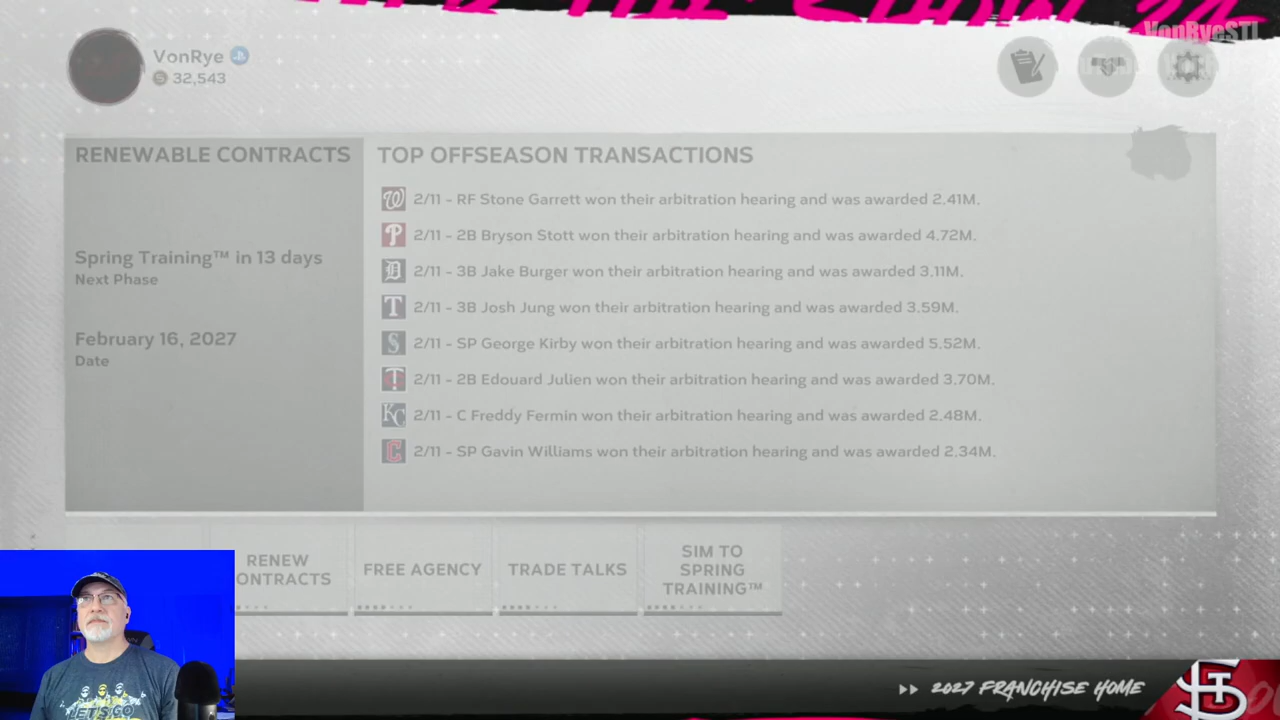 VonRyeSTL
VonRye
32,543
RENEWABLE CONTRACTS
Spring Training™ in 13 days
Next Phase
February 16, 2027
Date
TOP OFFSEASON TRANSACTIONS
2/11 - RF Stone Garrett won their arbitration hearing and was awarded 2.41M.
2/11 - 2B Bryson Stott won their arbitration hearing and was awarded 4.72M.
2/11 - 3B Jake Burger won their arbitration hearing and was awarded 3.11M.
2/11 - 3B Josh Jung won their arbitration hearing and was awarded 3.59M.
2/11 - SP George Kirby won their arbitration hearing and was awarded 5.52M.
2/11 - 2B Edouard Julien won their arbitration hearing and was awarded 3.70M.
2/11 - C Freddy Fermin won their arbitration hearing and was awarded 2.48M.
2/11 - SP Gavin Williams won their arbitration hearing and was awarded 2.34M.
RENEW
ONTRACTS
FREE AGENCY
TRADE TALKS
SIM TO
SPRING
TRAINING™
LET'S GO
2027 FRANCHISE HOME